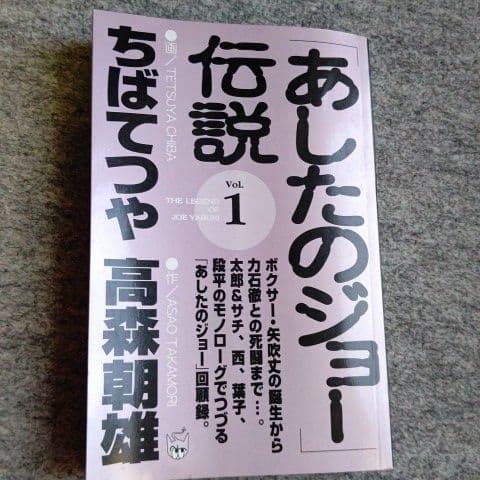 「あしたのジョー」
伝説
Vol.
1
THE LEGEND
OF
JOE YABUKI
ボクサー・矢吹丈の誕生から
力石徹との死闘まで…。
太郎&サチ、西、葉子、
段平のモノローグでつづる
「あしたのジョー」回顧録。
●画／TETSUYA CHIBA
ちばてつや
●作／ASAO TAKAMORI
高森朝雄